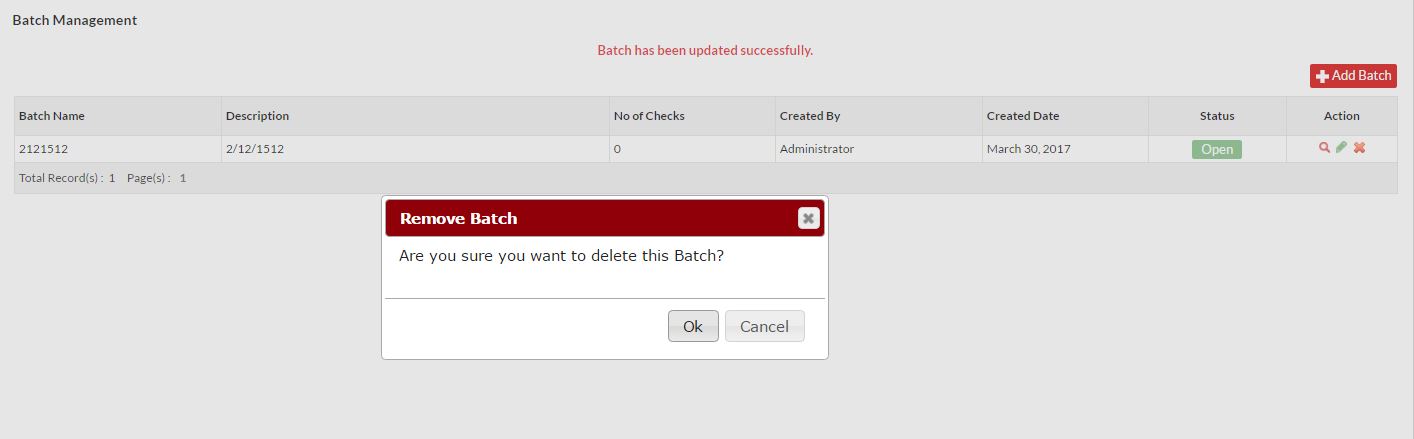 Batch Management
Batch has been updated successfully.
Add Batch
Batch Name Description No of Checks Created By Created Date Status Action
2121512 2/12/1512 0 Administrator March 30, 2017 Open
Total Record(s) : 1 Page(s) : 1
Remove Batch
Are you sure you want to delete this Batch?
Ok Cancel